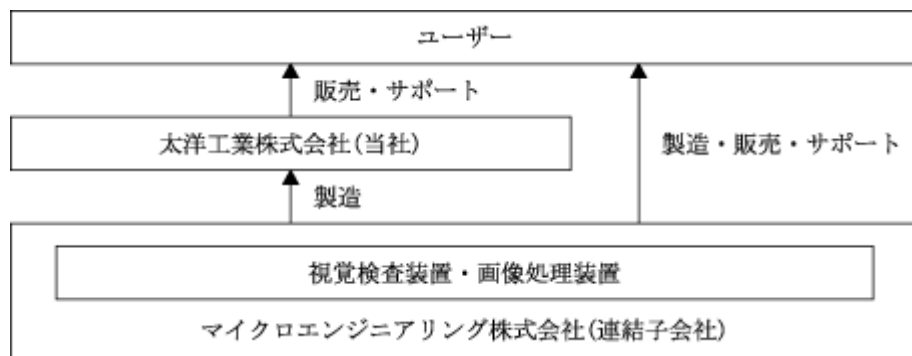 ユーザー
販売・サポート
太洋工業株式会社(当社)
製造・販売・サポート
製造
視覚検査装置・画像処理装置
マイクロエンジニアリング株式会社(連結子会社)